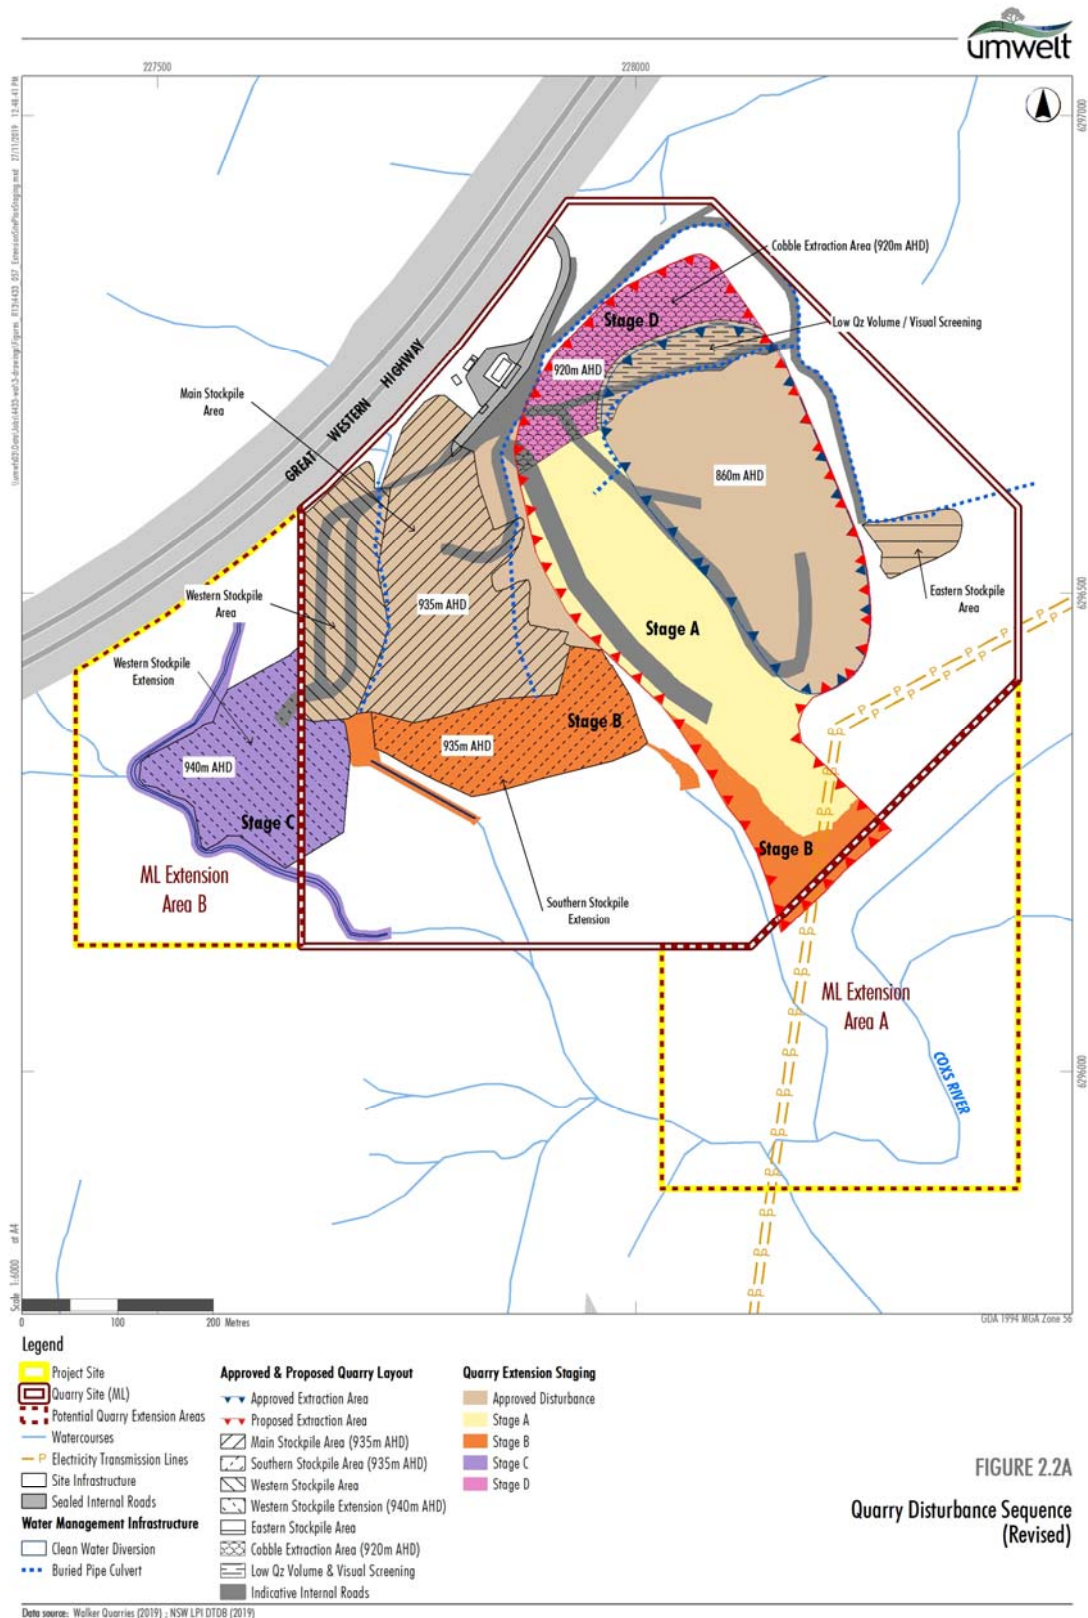 umwelt
227500
228000
6297000
Cobble Extraction Area (920m AHD)
Stage D
Low Qz Volume / Visual Screening
920m AHD
Main Stockpile
Area
GREAT WESTERN HIGHWAY
860m AHD
Eastern Stockpile
Area
6296500
Western Stockpile
Area
935m AHD
Stage A
Western Stockpile
Extension
Stage B
935m AHD
940m AHD
Stage C
Stage B
ML Extension
Area B
Southern Stockpile
Extension
ML Extension
Area A
COXS RIVER
6296000
Scale 1:6000 at A4
0 100 200 Metres
GDA 1994 MGA Zone 56
Legend
Project Site
Quarry Site (ML)
Potential Quarry Extension Areas
Watercourses
P Electricity Transmission Lines
Site Infrastructure
Sealed Internal Roads
Water Management Infrastructure
Clean Water Diversion
Buried Pipe Culvert
Approved & Proposed Quarry Layout
Approved Extraction Area
Proposed Extraction Area
Main Stockpile Area (935m AHD)
Southern Stockpile Area (935m AHD)
Western Stockpile Area
Western Stockpile Extension (940m AHD)
Eastern Stockpile Area
Cobble Extraction Area (920m AHD)
Low Qz Volume & Visual Screening
Indicative Internal Roads
Quarry Extension Staging
Approved Disturbance
Stage A
Stage B
Stage C
Stage D
FIGURE 2.2A
Quarry Disturbance Sequence
(Revised)
Data source: Walker Quarries (2019) ; NSW LPI DTDB (2019)